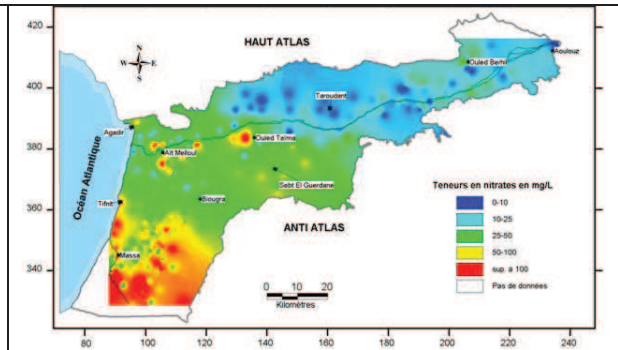 HAUT ATLAS
N
W E
S
Aoulouz
Ouled Berhil
Taroudant
Agadir
Ouled Taïma
Ait Melloul
Sebt El Guerdane
Océan Atlantique
Biougra
Tifnit
ANTI ATLAS
Massa
Teneurs en nitrates en mg/L
0-10
10-25
25-50
50-100
sup. à 100
Pas de données
0 10 20
Kilomètres
420
400
380
360
340
80 100 120 140 160 180 200 220 240